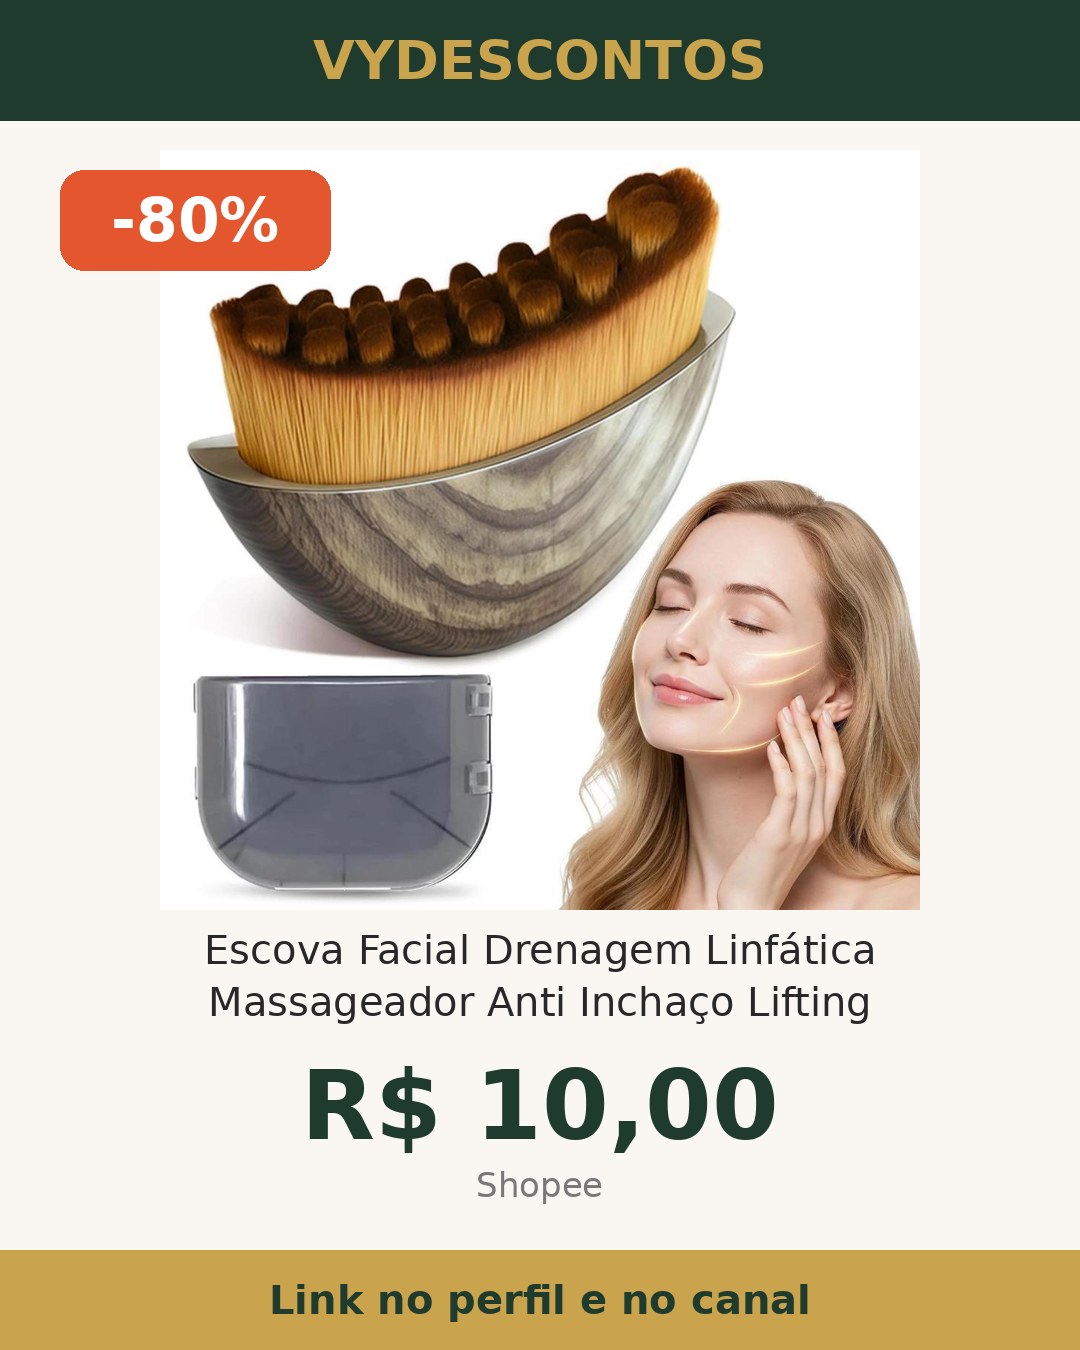 VYDESCONTOS
-80%
Escova Facial Drenagem Linfática
Massageador Anti Inchaço Lifting
R$ 10,00
Shopee
Link no perfil e no canal